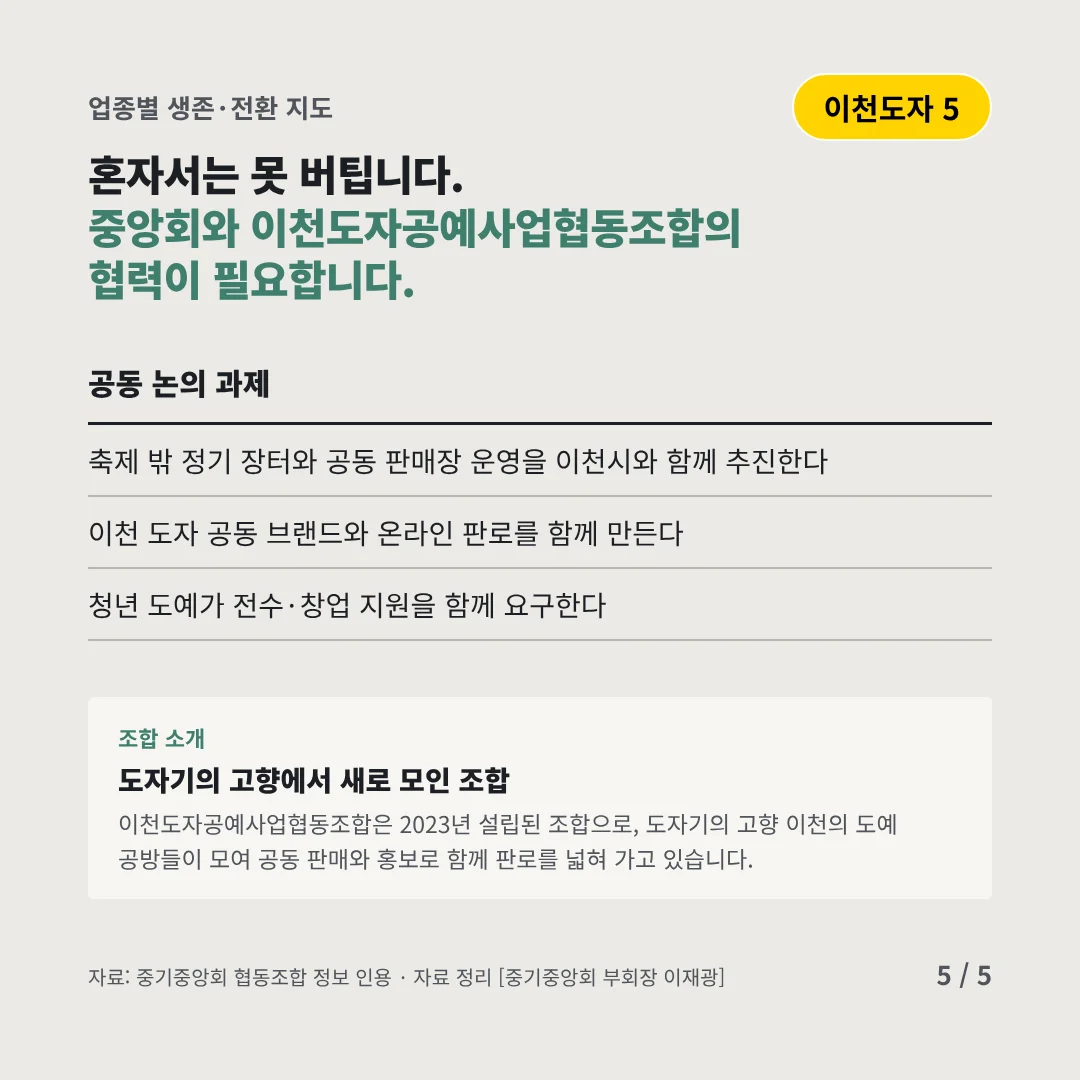 업종별 생존·전환 지도
이천도자 5
혼자서는 못 버팁니다.
중앙회와 이천도자공예사업협동조합의
협력이 필요합니다.
공동 논의 과제
축제 밖 정기 장터와 공동 판매장 운영을 이천시와 함께 추진한다
이천 도자 공동 브랜드와 온라인 판로를 함께 만든다
청년 도예가 전수·창업 지원을 함께 요구한다
조합 소개
도자기의 고향에서 새로 모인 조합
이천도자공예사업협동조합은 2023년 설립된 조합으로, 도자기의 고향 이천의 도예
공방들이 모여 공동 판매와 홍보로 함께 판로를 넓혀 가고 있습니다.
자료: 중기중앙회 협동조합 정보 인용 · 자료 정리 [중기중앙회 부회장 이재광]
5 / 5